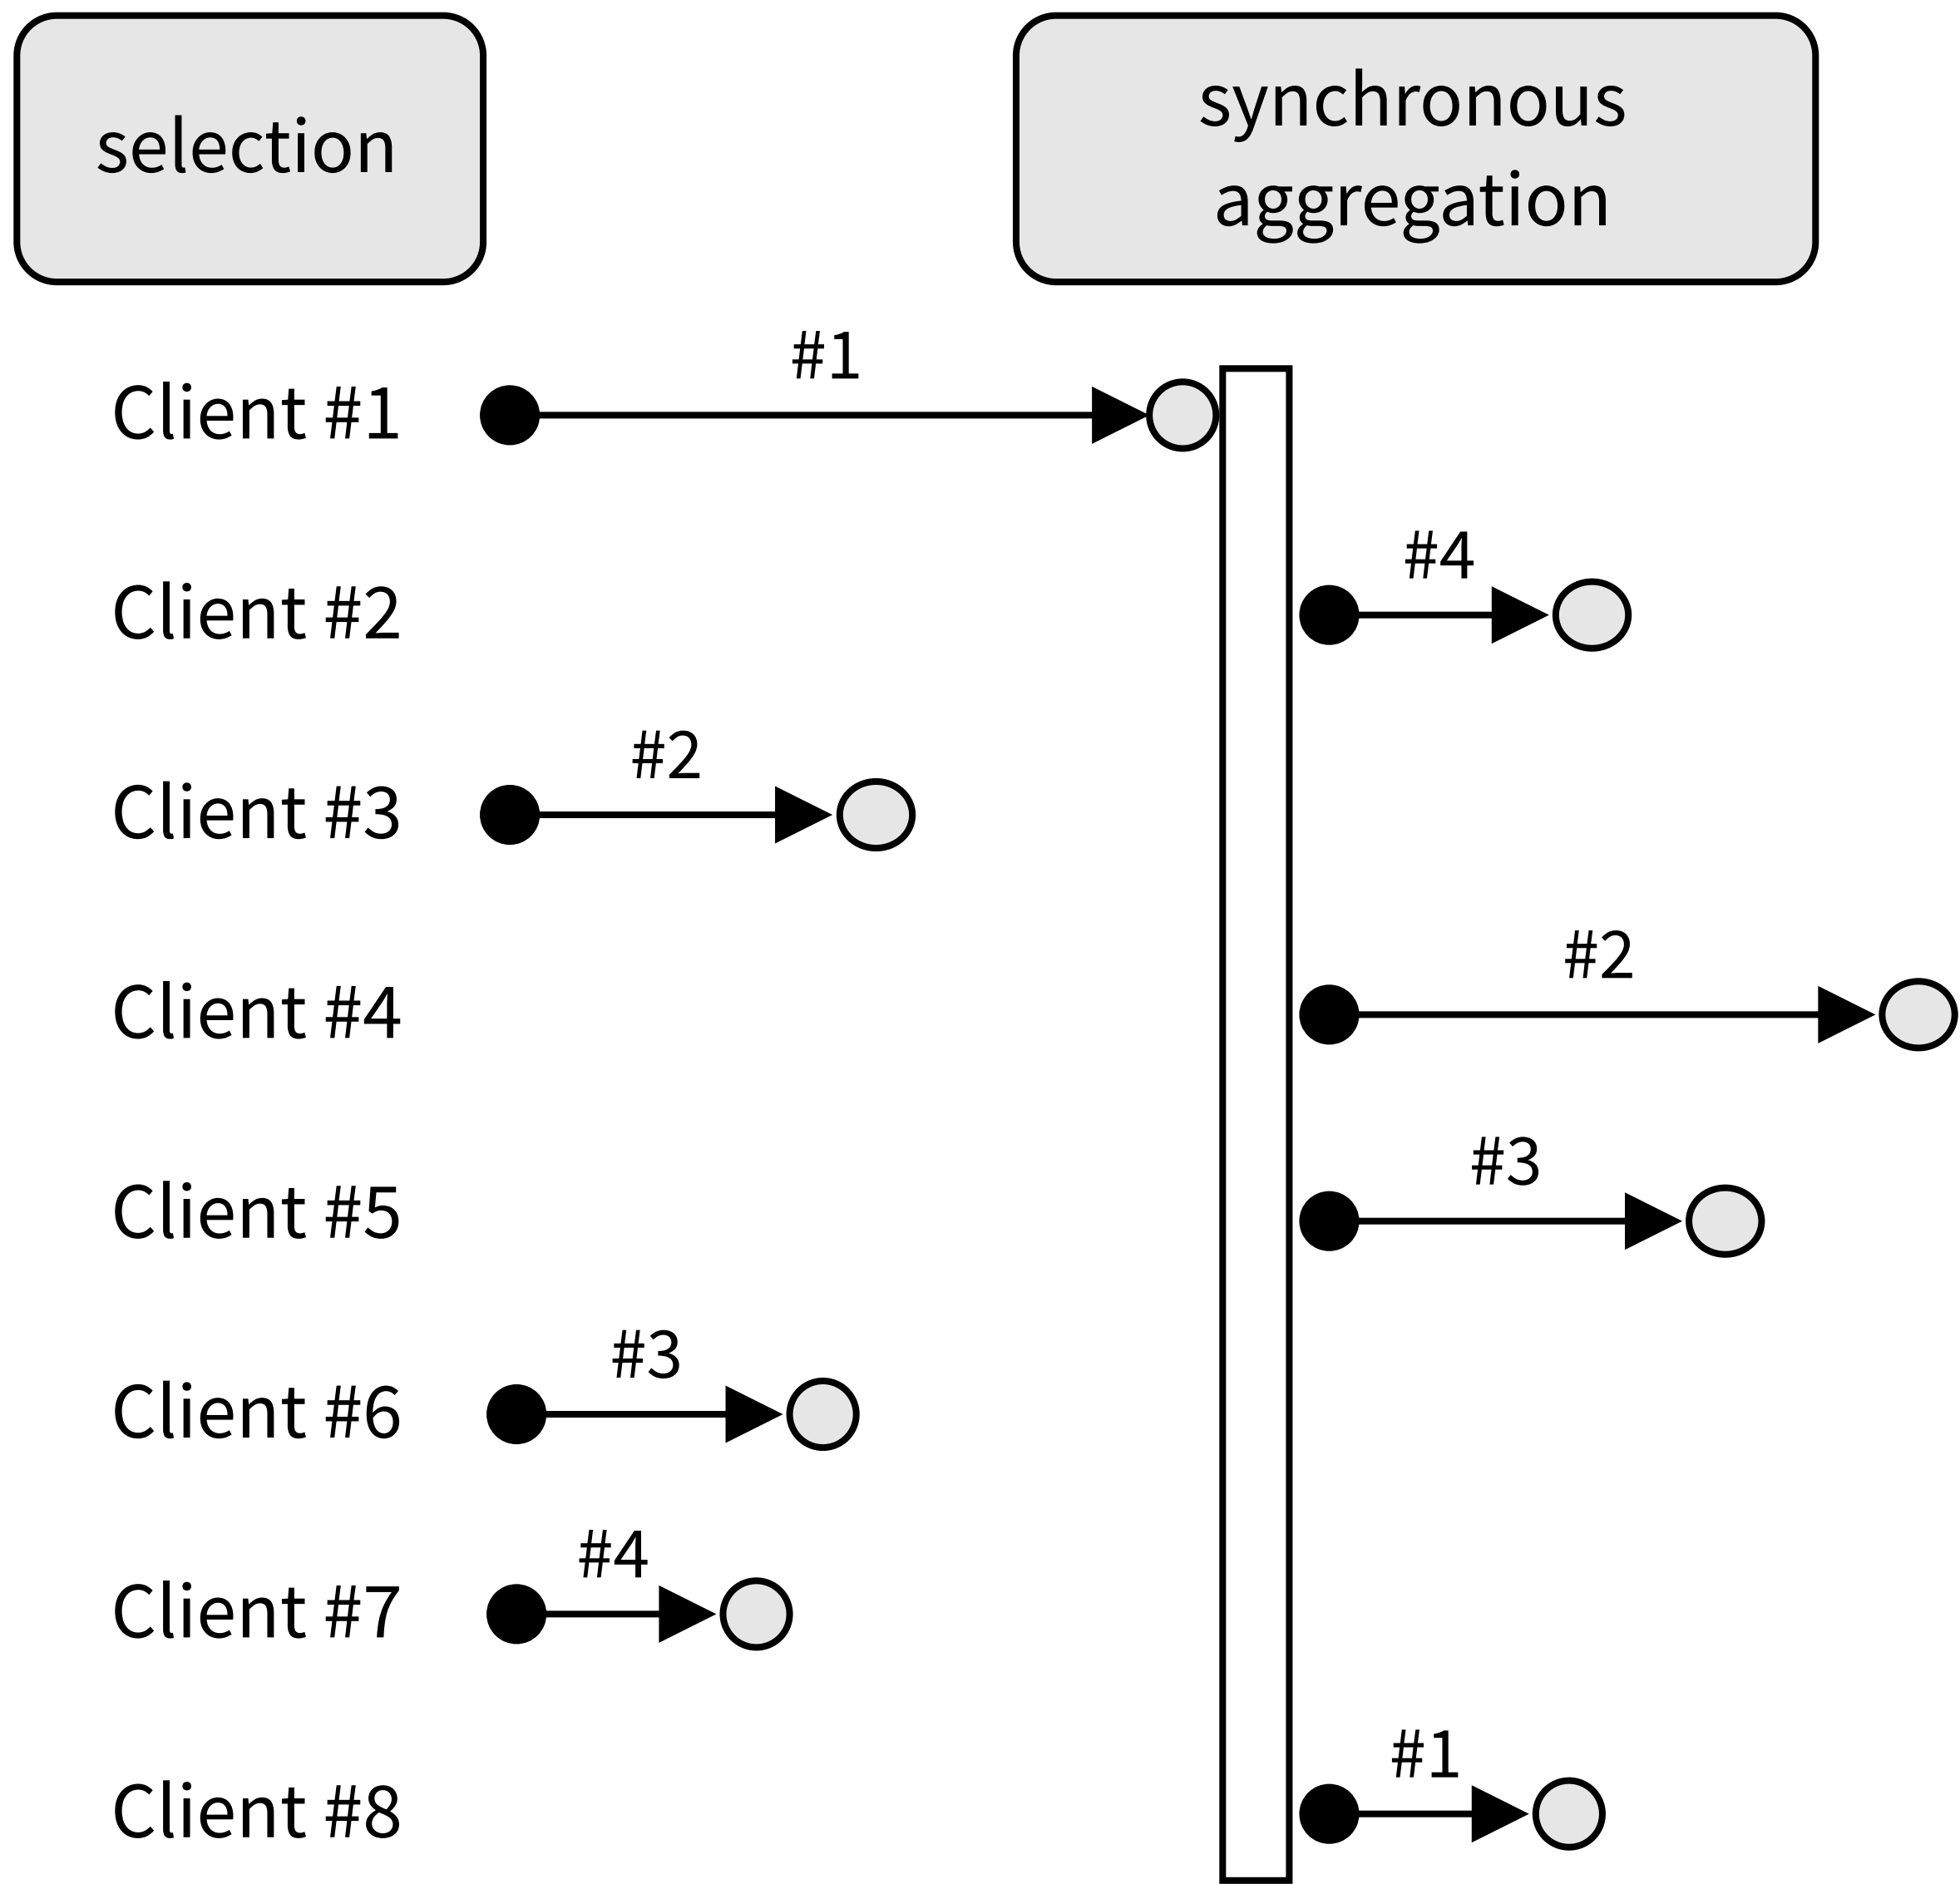 selection
synchronous
aggregation
#1
Client #1
#4
Client #2
#2
Client #3
#2
Client #4
#3
Client #5
#3
Client #6
#4
Client #7
#1
Client #8